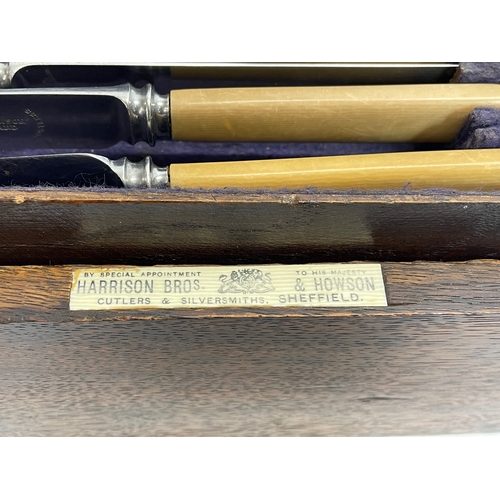 BY SPECIAL APPOINTMENT TO HIS MAJESTY
HARRISON BROS. & HOWSON
CUTLERS & SILVERSMITHS, SHEFFIELD.